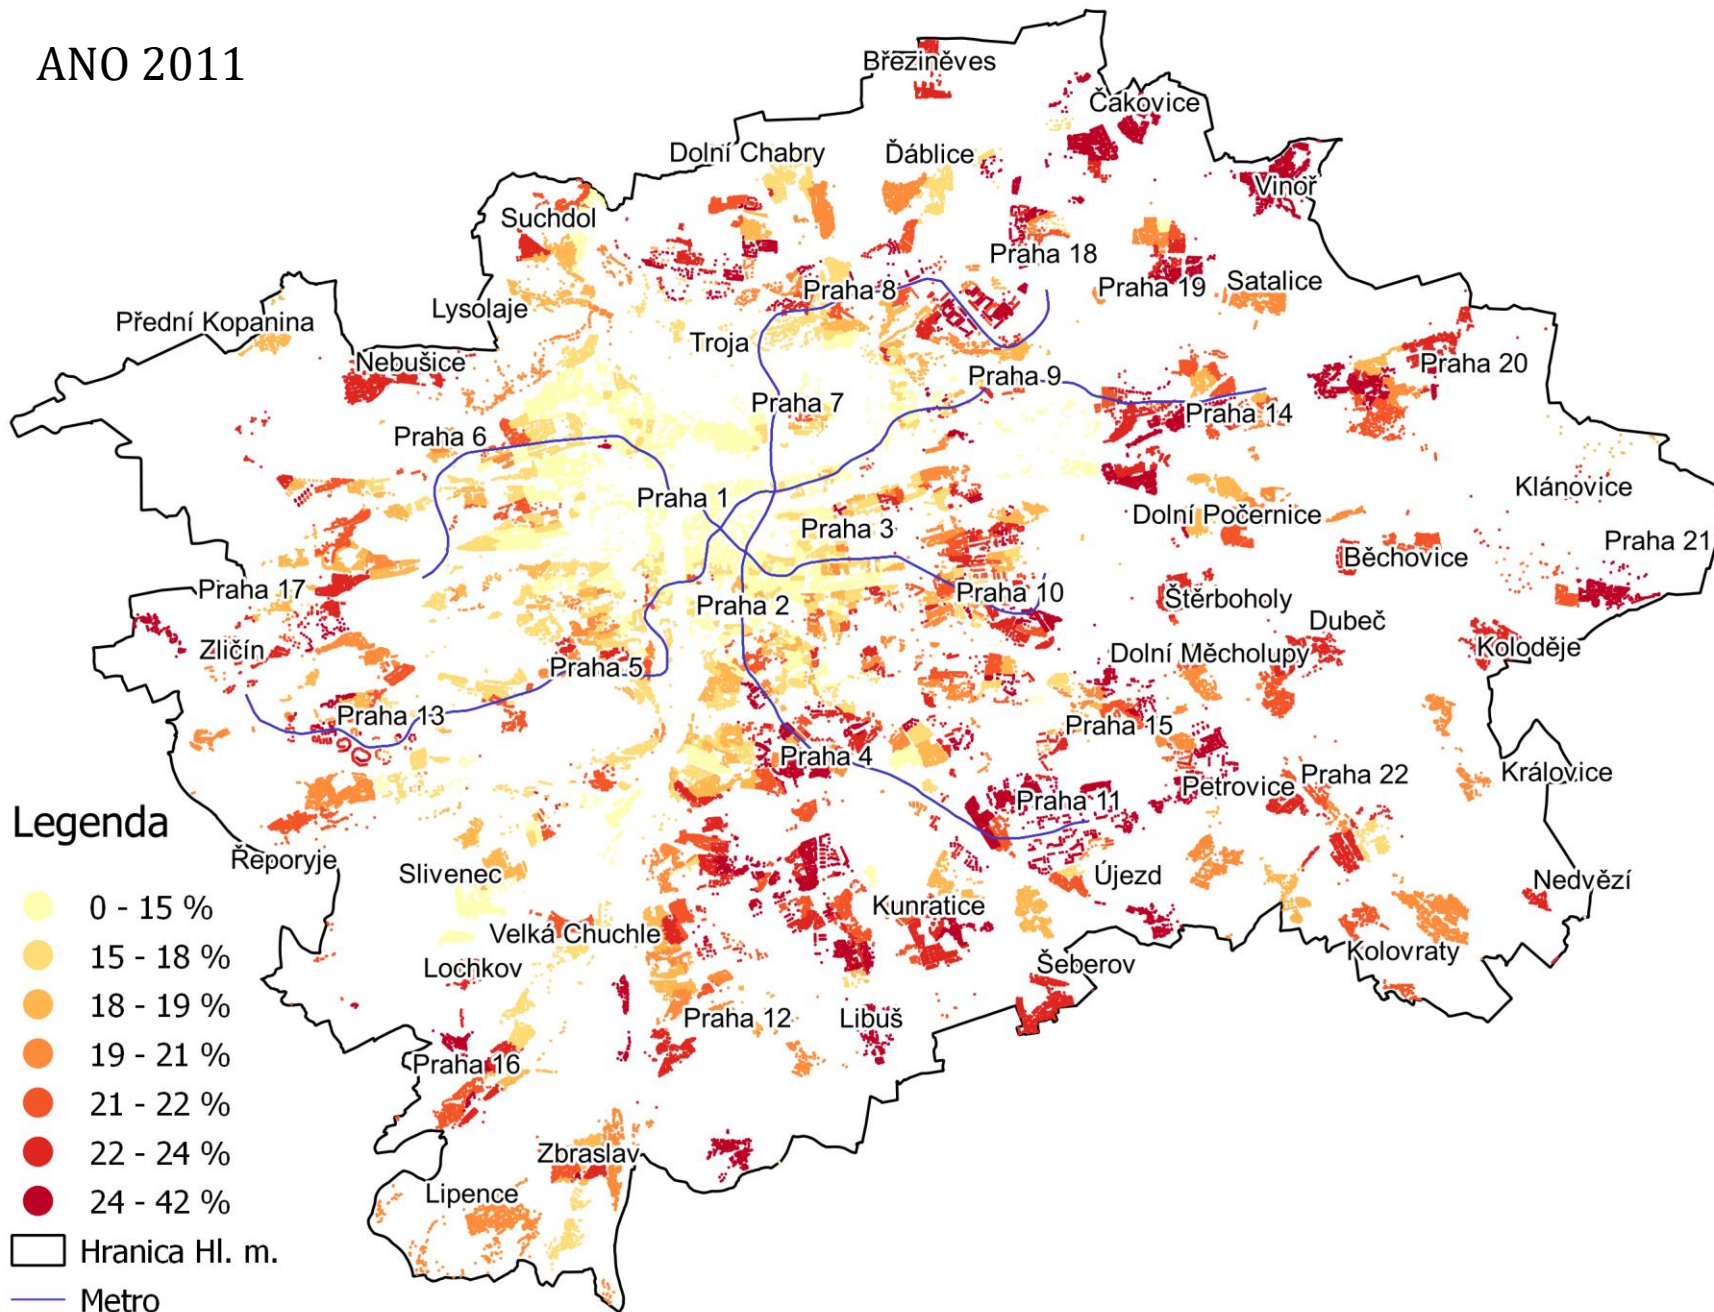 ANO 2011
Březiněves
Čakovice
Dolní Chabry
Ďáblice
Vinoř
Suchdol
Praha 18
Praha 8
Praha 19
Satalice
Lysolaje
Přední Kopanina
Troja
Nebušice
Praha 20
Praha 9
Praha 7
Praha 14
Praha 6
Klánovice
Praha 1
Dolní Počernice
Praha 3
Praha 21
Běchovice
Praha 17
Praha 10
Štěrboholy
Praha 2
Dubeč
Zličín
Koloděje
Dolní Měcholupy
Praha 5
Praha 13
Praha 15
Praha 4
Královice
Praha 22
Petrovice
Praha 11
Legenda
Řeporyje
Slivenec
Újezd
Nedvězí
0 - 15 %
Kunratice
Velká Chuchle
15 - 18 %
Kolovraty
Lochkov
Šeberov
18 - 19 %
Praha 12
Libuš
19 - 21 %
Praha 16
21 - 22 %
22 - 24 %
Zbraslav
24 - 42 %
Lipence
Hranica Hl. m.
Metro